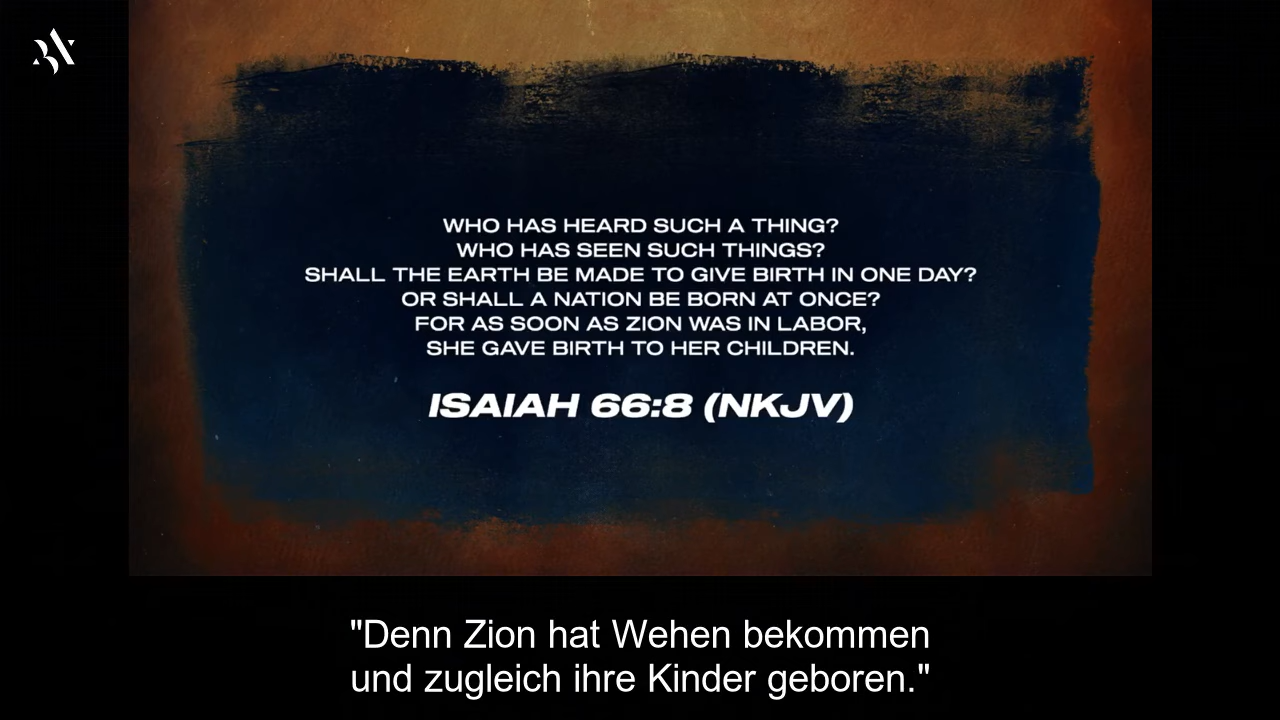 WHO HAS HEARD SUCH A THING?
WHO HAS SEEN SUCH THINGS?
SHALL THE EARTH BE MADE TO GIVE BIRTH IN ONE DAY?
OR SHALL A NATION BE BORN AT ONCE?
FOR AS SOON AS ZION WAS IN LABOR,
SHE GAVE BIRTH TO HER CHILDREN.
ISAIAH 66:8 (NKJV)
"Denn Zion hat Wehen bekommen
und zugleich ihre Kinder geboren."